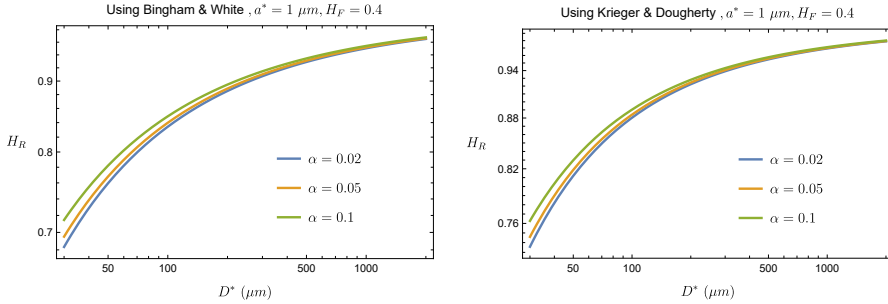 Using Bingham & White , a* = 1 μm, H_F = 0.4
0.9
0.8
0.7
H_R
α = 0.02
α = 0.05
α = 0.1
50 100 500 1000
D* (μm)
Using Krieger & Dougherty , a* = 1 μm, H_F = 0.4
0.94
0.88
0.82
0.76
H_R
α = 0.02
α = 0.05
α = 0.1
50 100 500 1000
D* (μm)